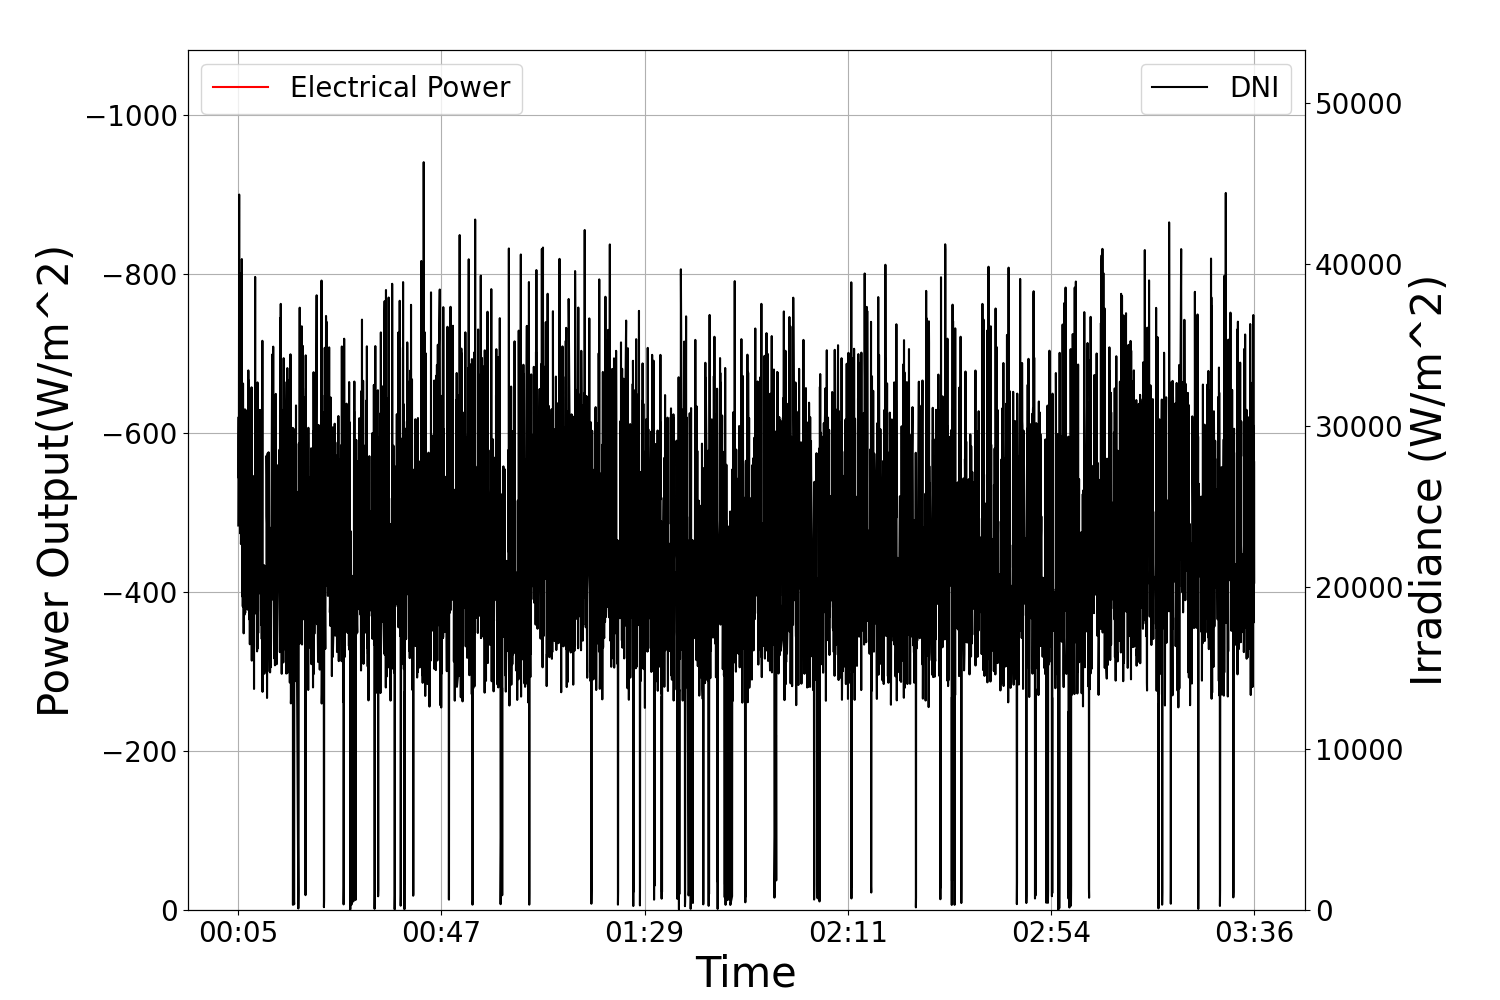 Electrical Power
DNI
−1000
−800
−600
−400
−200
0
Power Output(W/m^2)
50000
40000
30000
20000
10000
0
Irradiance (W/m^2)
00:05 00:47 01:29 02:11 02:54 03:36
Time